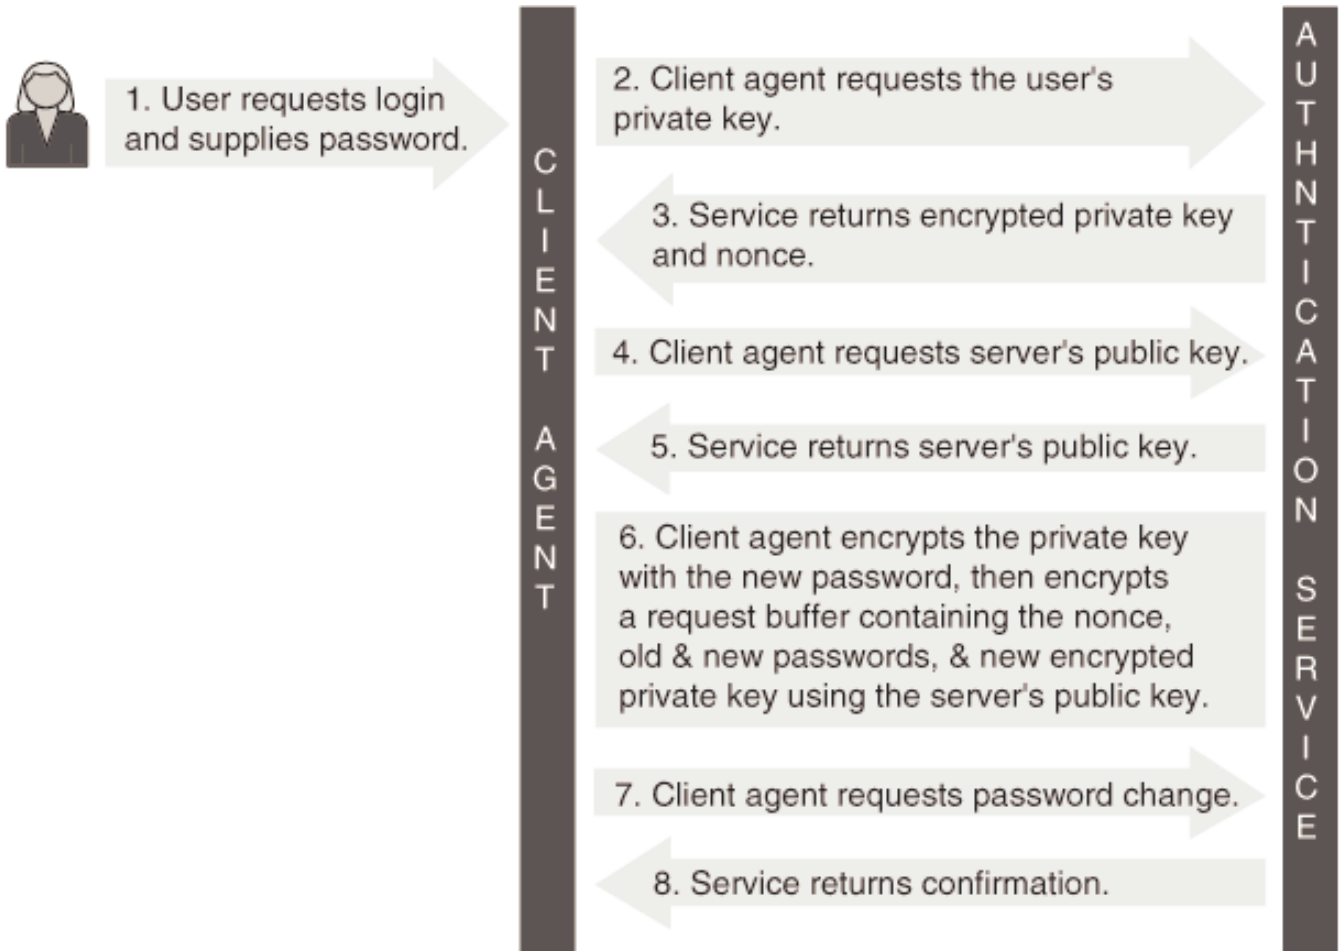 1. User requests login
and supplies password.
CLIENT AGENT
2. Client agent requests the user's
private key.
3. Service returns encrypted private key
and nonce.
4. Client agent requests server's public key.
5. Service returns server's public key.
6. Client agent encrypts the private key
with the new password, then encrypts
a request buffer containing the nonce,
old & new passwords, & new encrypted
private key using the server's public key.
7. Client agent requests password change.
8. Service returns confirmation.
AUTHNTICATION SERVICE